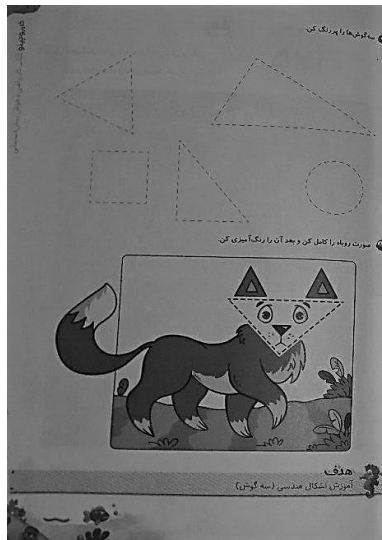 سه‌گوش‌ها را پررنگ کن.
صورت روباه را کامل کن و بعد آن را رنگ‌آمیزی کن.
هدف
آموزش اشکال هندسی (سه گوش)